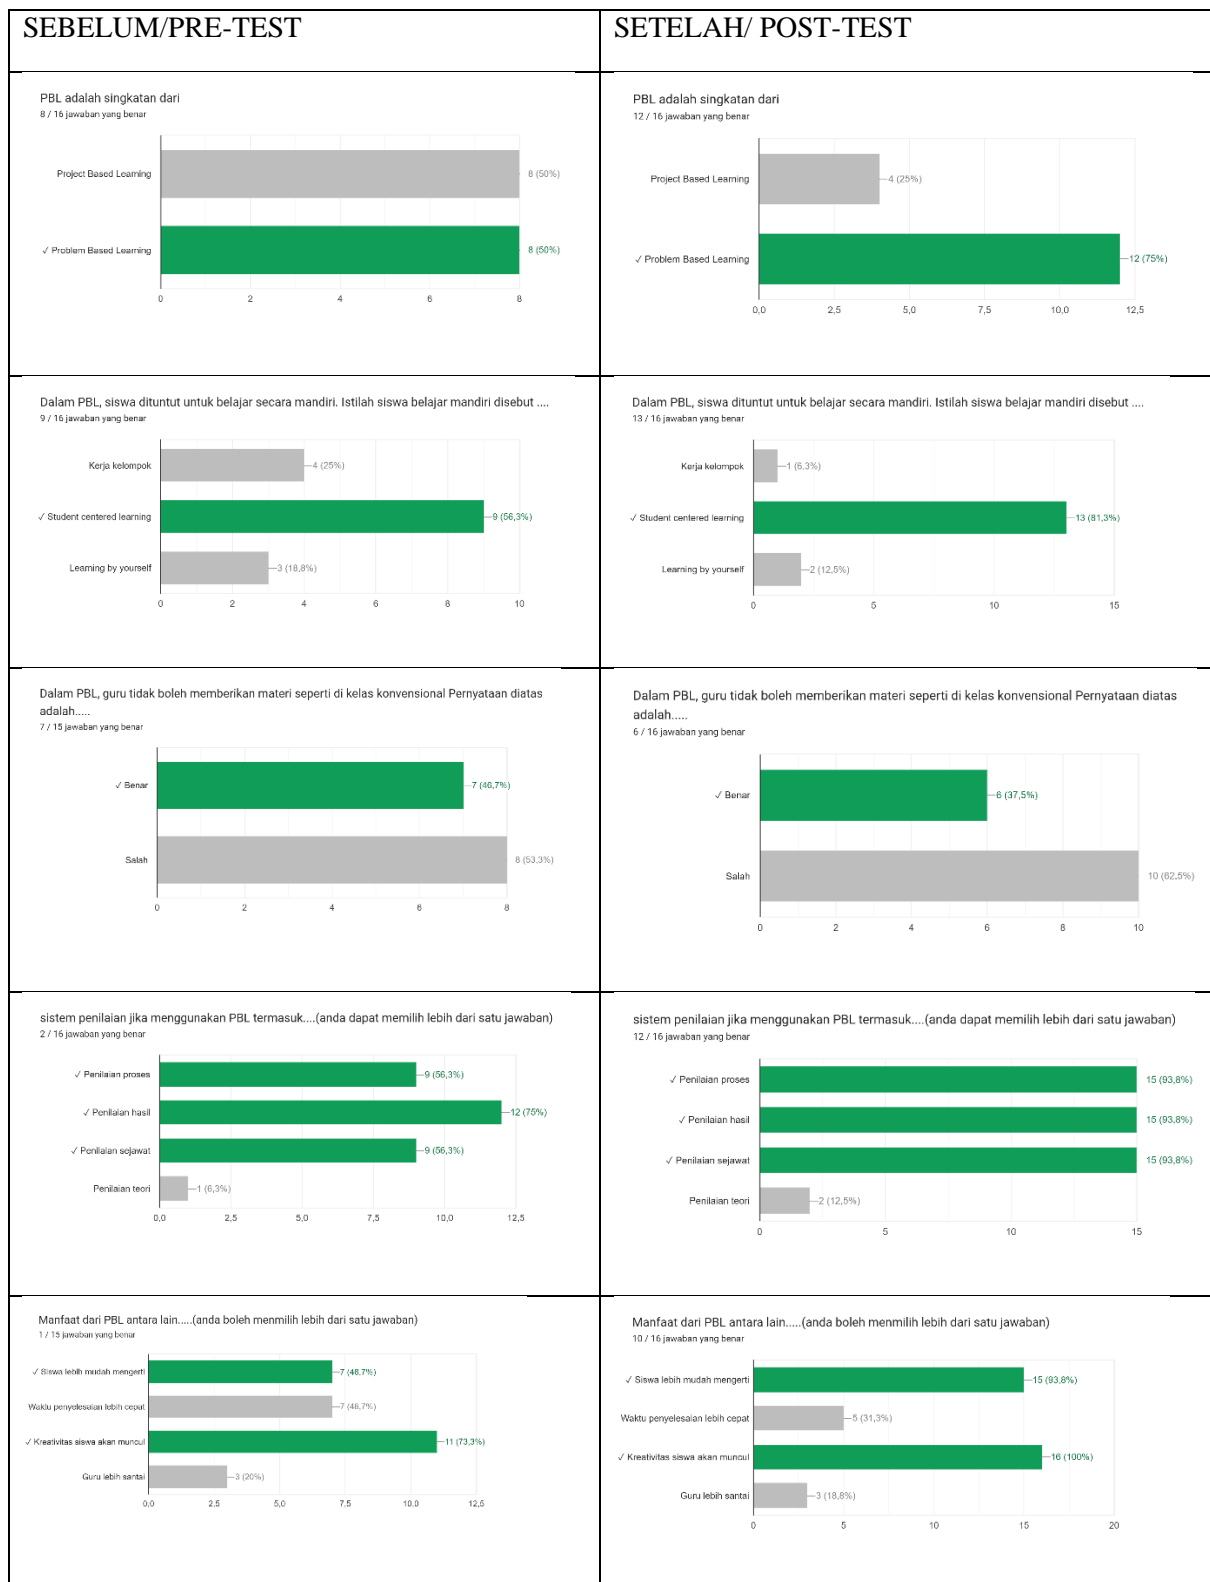 SEBELUM/PRE-TEST
SETELAH/ POST-TEST
PBL adalah singkatan dari
8 / 16 jawaban yang benar
Project Based Learning
8 (50%)
✓ Problem Based Learning
8 (50%)
0 2 4 6 8
PBL adalah singkatan dari
12 / 16 jawaban yang benar
Project Based Learning
4 (25%)
✓ Problem Based Learning
12 (75%)
0,0 2,5 5,0 7,5 10,0 12,5
Dalam PBL, siswa dituntut untuk belajar secara mandiri. Istilah siswa belajar mandiri disebut ....
9 / 16 jawaban yang benar
Kerja kelompok
4 (25%)
✓ Student centered learning
9 (56,3%)
Learning by yourself
3 (18,8%)
0 2 4 6 8 10
Dalam PBL, siswa dituntut untuk belajar secara mandiri. Istilah siswa belajar mandiri disebut ....
13 / 16 jawaban yang benar
Kerja kelompok
1 (6,3%)
✓ Student centered learning
13 (81,3%)
Learning by yourself
2 (12,5%)
0 5 10 15
Dalam PBL, guru tidak boleh memberikan materi seperti di kelas konvensional Pernyataan diatas
adalah.....
7 / 15 jawaban yang benar
✓ Benar
7 (46,7%)
Salah
8 (53,3%)
0 2 4 6 8
Dalam PBL, guru tidak boleh memberikan materi seperti di kelas konvensional Pernyataan diatas
adalah.....
6 / 16 jawaban yang benar
✓ Benar
6 (37,5%)
Salah
10 (62,5%)
0 2 4 6 8 10
sistem penilaian jika menggunakan PBL termasuk....(anda dapat memilih lebih dari satu jawaban)
2 / 16 jawaban yang benar
✓ Penilaian proses
9 (56,3%)
✓ Penilaian hasil
12 (75%)
✓ Penilaian sejawat
9 (56,3%)
Penilaian teori
1 (6,3%)
0,0 2,5 5,0 7,5 10,0 12,5
sistem penilaian jika menggunakan PBL termasuk....(anda dapat memilih lebih dari satu jawaban)
12 / 16 jawaban yang benar
✓ Penilaian proses
15 (93,8%)
✓ Penilaian hasil
15 (93,8%)
✓ Penilaian sejawat
15 (93,8%)
Penilaian teori
2 (12,5%)
0 5 10 15
Manfaat dari PBL antara lain.....(anda boleh menmilih lebih dari satu jawaban)
1 / 15 jawaban yang benar
✓ Siswa lebih mudah mengerti
7 (46,7%)
Waktu penyelesaian lebih cepat
7 (46,7%)
✓ Kreativitas siswa akan muncul
11 (73,3%)
Guru lebih santai
3 (20%)
0,0 2,5 5,0 7,5 10,0 12,5
Manfaat dari PBL antara lain.....(anda boleh menmilih lebih dari satu jawaban)
10 / 16 jawaban yang benar
✓ Siswa lebih mudah mengerti
15 (93,8%)
Waktu penyelesaian lebih cepat
5 (31,3%)
✓ Kreativitas siswa akan muncul
16 (100%)
Guru lebih santai
3 (18,8%)
0 5 10 15 20